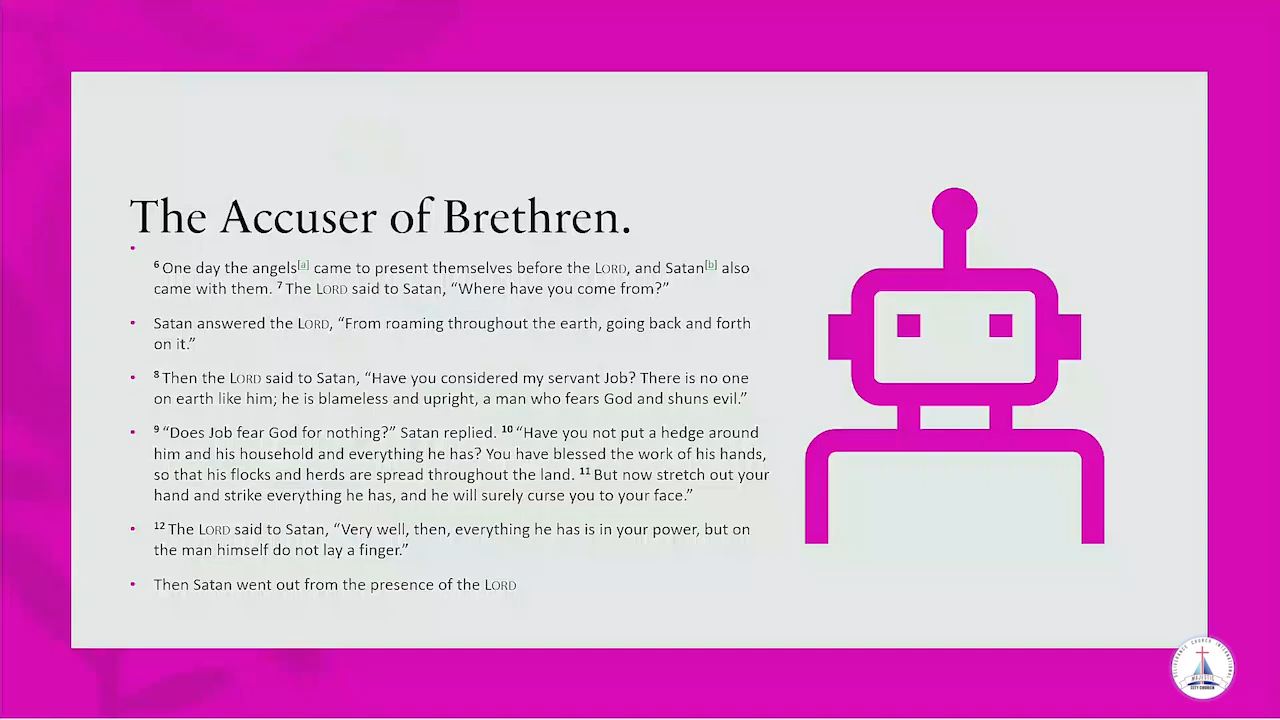 The Accuser of Brethren.
•
6 One day the angels[a] came to present themselves before the LORD, and Satan[b] also
came with them. 7 The LORD said to Satan, “Where have you come from?”
• Satan answered the LORD, “From roaming throughout the earth, going back and forth
on it.”
• 8 Then the LORD said to Satan, “Have you considered my servant Job? There is no one
on earth like him; he is blameless and upright, a man who fears God and shuns evil.”
• 9 “Does Job fear God for nothing?” Satan replied. 10 “Have you not put a hedge around
him and his household and everything he has? You have blessed the work of his hands,
so that his flocks and herds are spread throughout the land. 11 But now stretch out your
hand and strike everything he has, and he will surely curse you to your face.”
• 12 The LORD said to Satan, “Very well, then, everything he has is in your power, but on
the man himself do not lay a finger.”
• Then Satan went out from the presence of the LORD
DELIVERANCE CHURCH INTERNATIONAL
MAJESTIC
CITY CHURCH